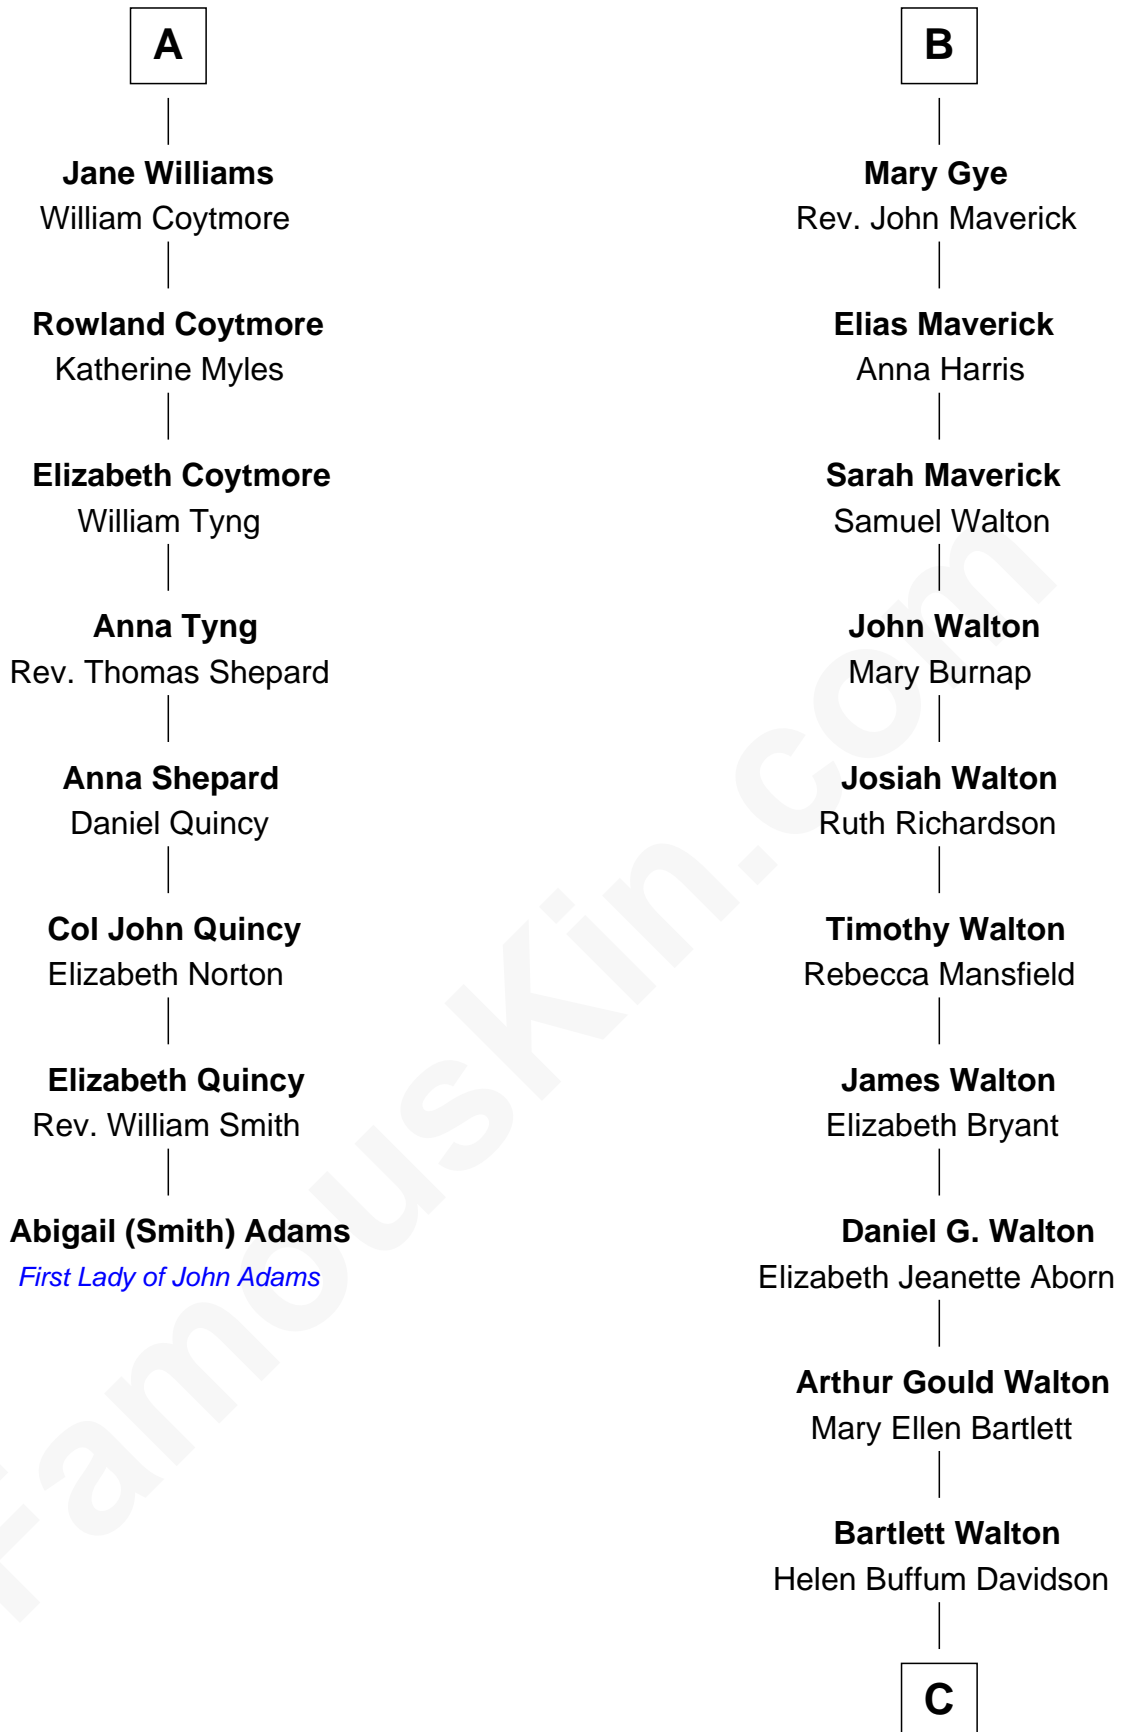 A
Jane Williams
William Coytmore
Rowland Coytmore
Katherine Myles
Elizabeth Coytmore
William Tyng
Anna Tyng
Rev. Thomas Shepard
Anna Shepard
Daniel Quincy
Col John Quincy
Elizabeth Norton
Elizabeth Quincy
Rev. William Smith
Abigail (Smith) Adams
First Lady of John Adams
B
Mary Gye
Rev. John Maverick
Elias Maverick
Anna Harris
Sarah Maverick
Samuel Walton
John Walton
Mary Burnap
Josiah Walton
Ruth Richardson
Timothy Walton
Rebecca Mansfield
James Walton
Elizabeth Bryant
Daniel G. Walton
Elizabeth Jeanette Aborn
Arthur Gould Walton
Mary Ellen Bartlett
Bartlett Walton
Helen Buffum Davidson
C
FamousKin.com